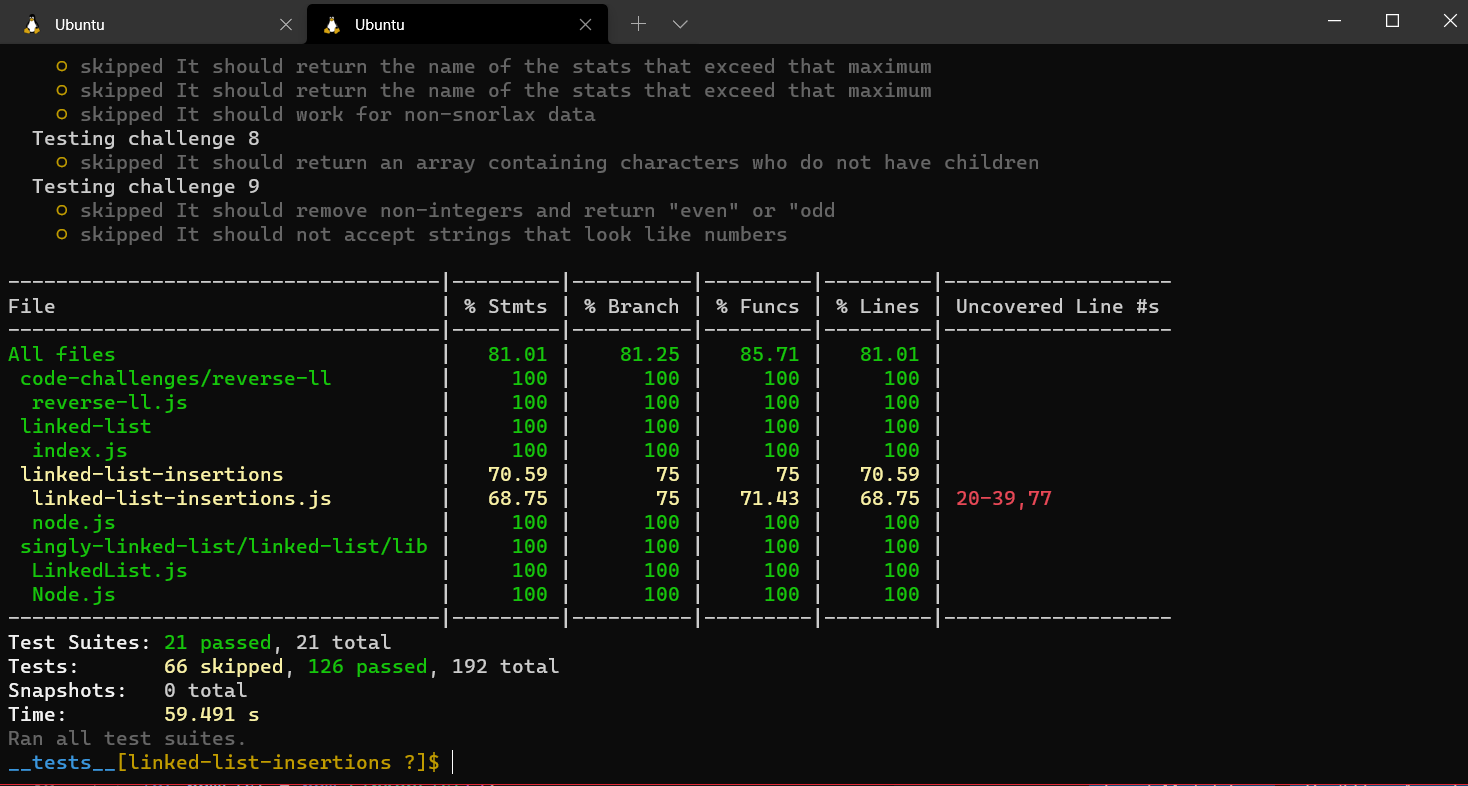 Ubuntu
Ubuntu
○ skipped It should return the name of the stats that exceed that maximum
○ skipped It should return the name of the stats that exceed that maximum
○ skipped It should work for non-snorlax data
Testing challenge 8
○ skipped It should return an array containing characters who do not have children
Testing challenge 9
○ skipped It should remove non-integers and return "even" or "odd
○ skipped It should not accept strings that look like numbers
------------------------------------|---------|----------|---------|---------|-------------------
File | % Stmts | % Branch | % Funcs | % Lines | Uncovered Line #s
------------------------------------|---------|----------|---------|---------|-------------------
All files | 81.01 | 81.25 | 85.71 | 81.01 |
code-challenges/reverse-ll | 100 | 100 | 100 | 100 |
reverse-ll.js | 100 | 100 | 100 | 100 |
linked-list | 100 | 100 | 100 | 100 |
index.js | 100 | 100 | 100 | 100 |
linked-list-insertions | 70.59 | 75 | 75 | 70.59 |
linked-list-insertions.js | 68.75 | 75 | 71.43 | 68.75 | 20-39,77
node.js | 100 | 100 | 100 | 100 |
singly-linked-list/linked-list/lib | 100 | 100 | 100 | 100 |
LinkedList.js | 100 | 100 | 100 | 100 |
Node.js | 100 | 100 | 100 | 100 |
------------------------------------|---------|----------|---------|---------|-------------------
Test Suites: 21 passed, 21 total
Tests: 66 skipped, 126 passed, 192 total
Snapshots: 0 total
Time: 59.491 s
Ran all test suites.
__tests__[linked-list-insertions ?]$